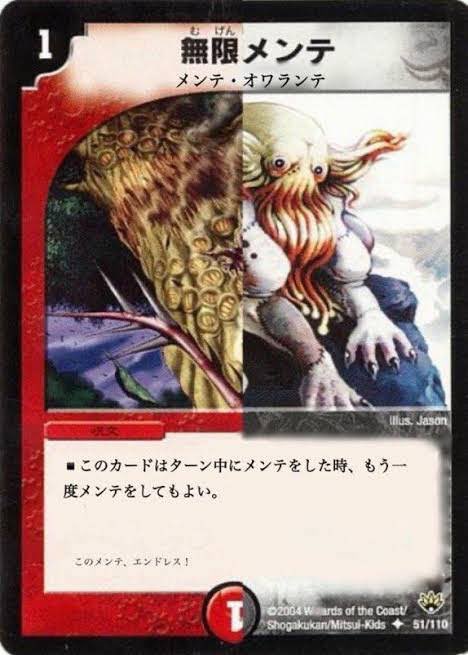 1
む げん
無限メンテ
メンテ・オワランテ
illus. Jason
呪文
■このカードはターン中にメンテをした時、もう一
度メンテをしてもよい。
このメンテ、エンドレス！
1
©2004 Wizards of the Coast/
Shogakukan/Mitsui-Kids ✦ 51/110